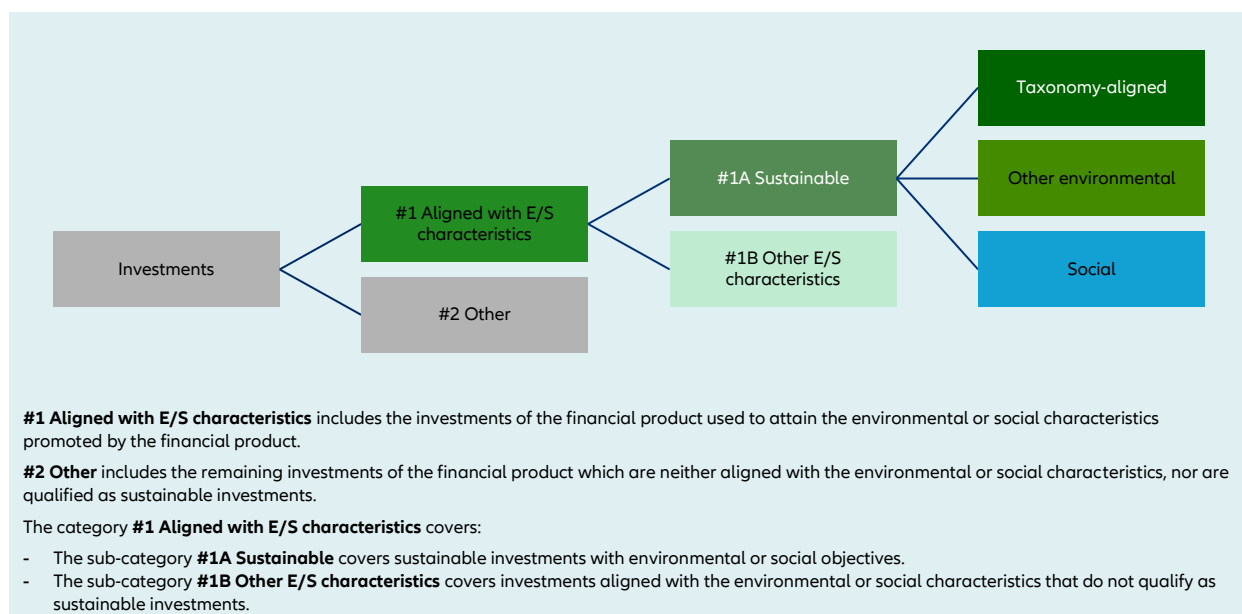 Taxonomy-aligned
#1A Sustainable
Other environmental
#1 Aligned with E/S
characteristics
Investments
#1B Other E/S
characteristics
Social
#2 Other
#1 Aligned with E/S characteristics includes the investments of the financial product used to attain the environmental or social characteristics
promoted by the financial product.
#2 Other includes the remaining investments of the financial product which are neither aligned with the environmental or social characteristics, nor are
qualified as sustainable investments.
The category #1 Aligned with E/S characteristics covers:
- The sub-category #1A Sustainable covers sustainable investments with environmental or social objectives.
- The sub-category #1B Other E/S characteristics covers investments aligned with the environmental or social characteristics that do not qualify as
sustainable investments.